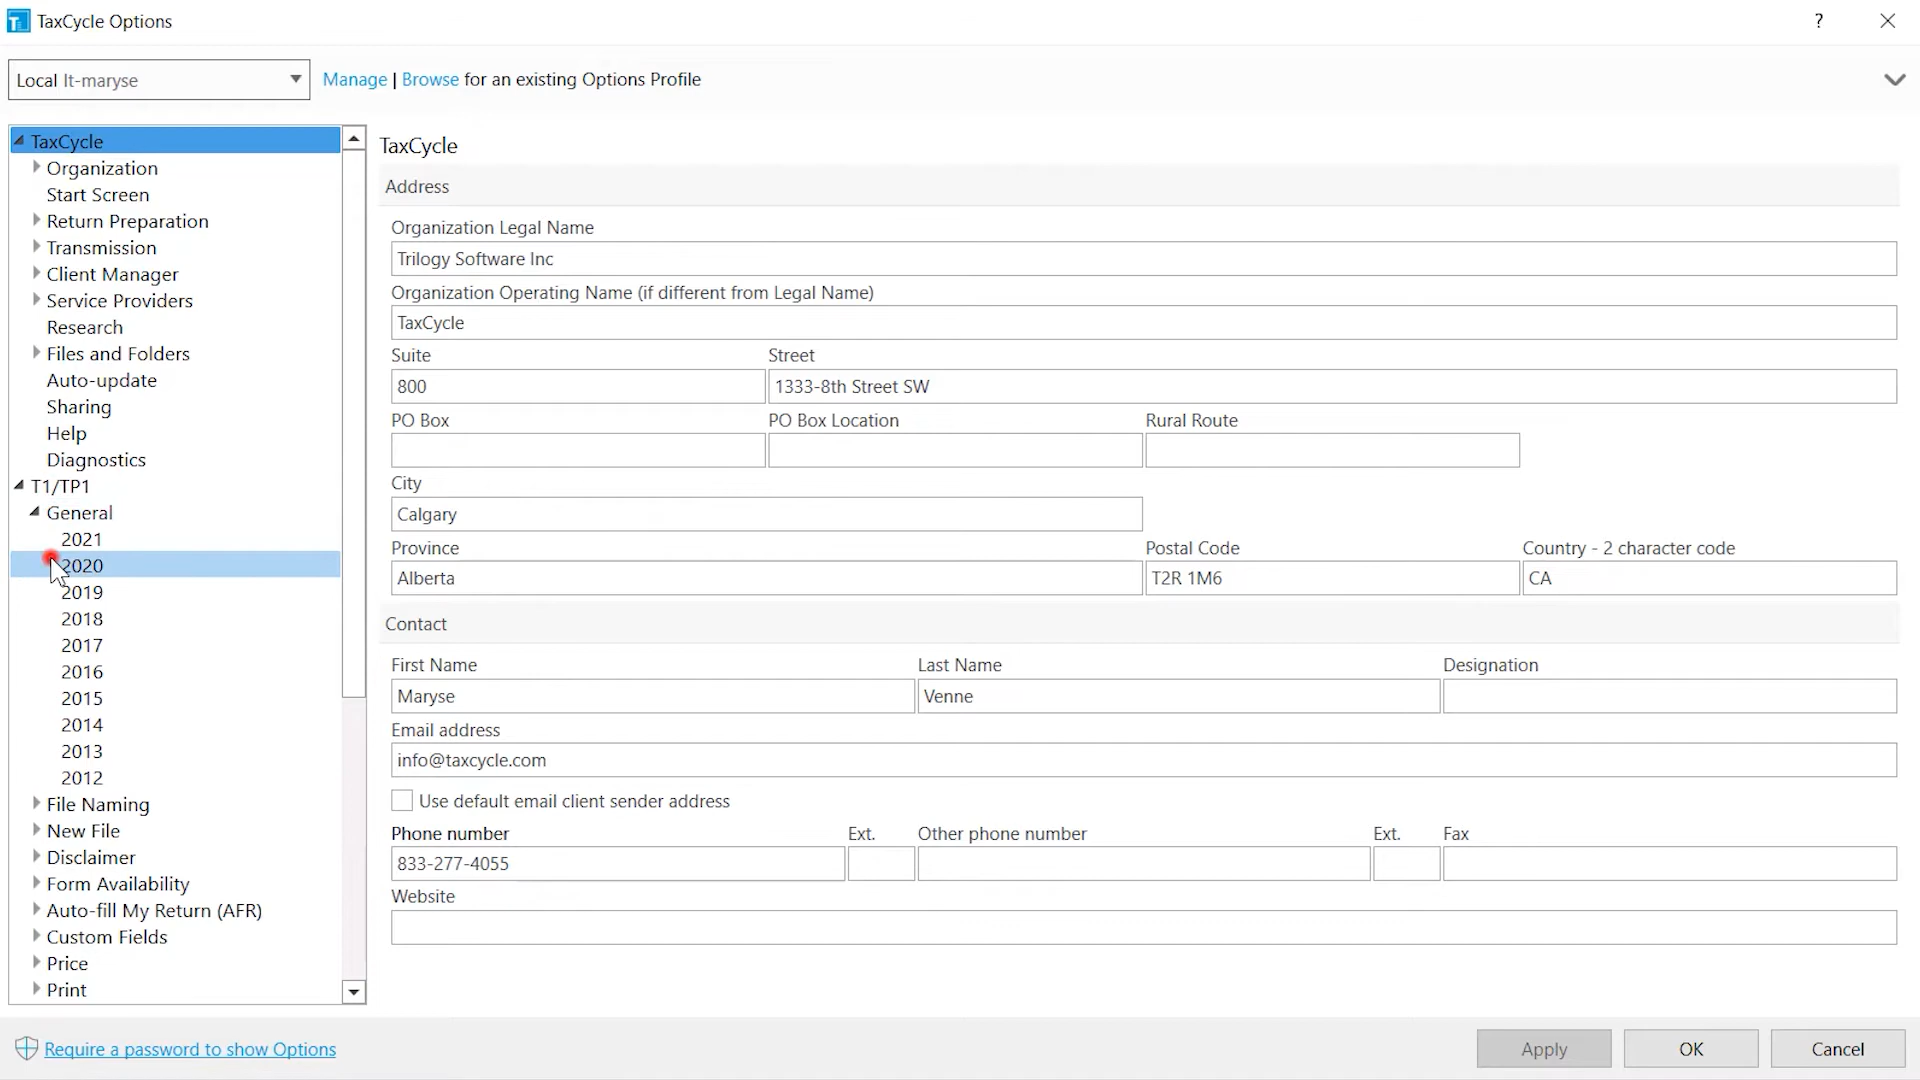 TaxCycle Options
?
Local lt-maryse
Manage | Browse for an existing Options Profile
TaxCycle
Organization
Start Screen
Return Preparation
Transmission
Client Manager
Service Providers
Research
Files and Folders
Auto-update
Sharing
Help
Diagnostics
T1/TP1
General
2021
2020
2019
2018
2017
2016
2015
2014
2013
2012
File Naming
New File
Disclaimer
Form Availability
Auto-fill My Return (AFR)
Custom Fields
Price
Print
TaxCycle
Address
Organization Legal Name
Trilogy Software Inc
Organization Operating Name (if different from Legal Name)
TaxCycle
Suite Street
800 1333-8th Street SW
PO Box PO Box Location Rural Route
City
Calgary
Province Postal Code Country - 2 character code
Alberta T2R 1M6 CA
Contact
First Name Last Name Designation
Maryse Venne
Email address
info@taxcycle.com
Use default email client sender address
Phone number Ext. Other phone number Ext. Fax
833-277-4055
Website
Require a password to show Options
Apply OK Cancel